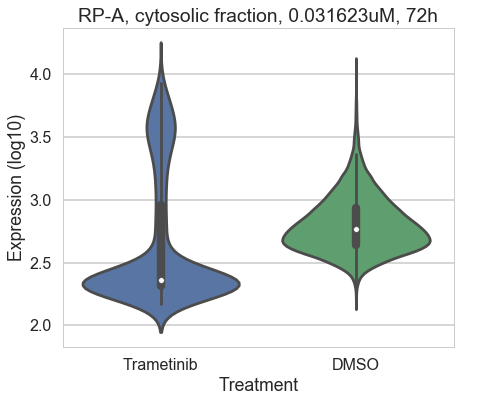 RP-A, cytosolic fraction, 0.031623uM, 72h
Expression (log10)
4.0
3.5
3.0
2.5
2.0
Trametinib
DMSO
Treatment